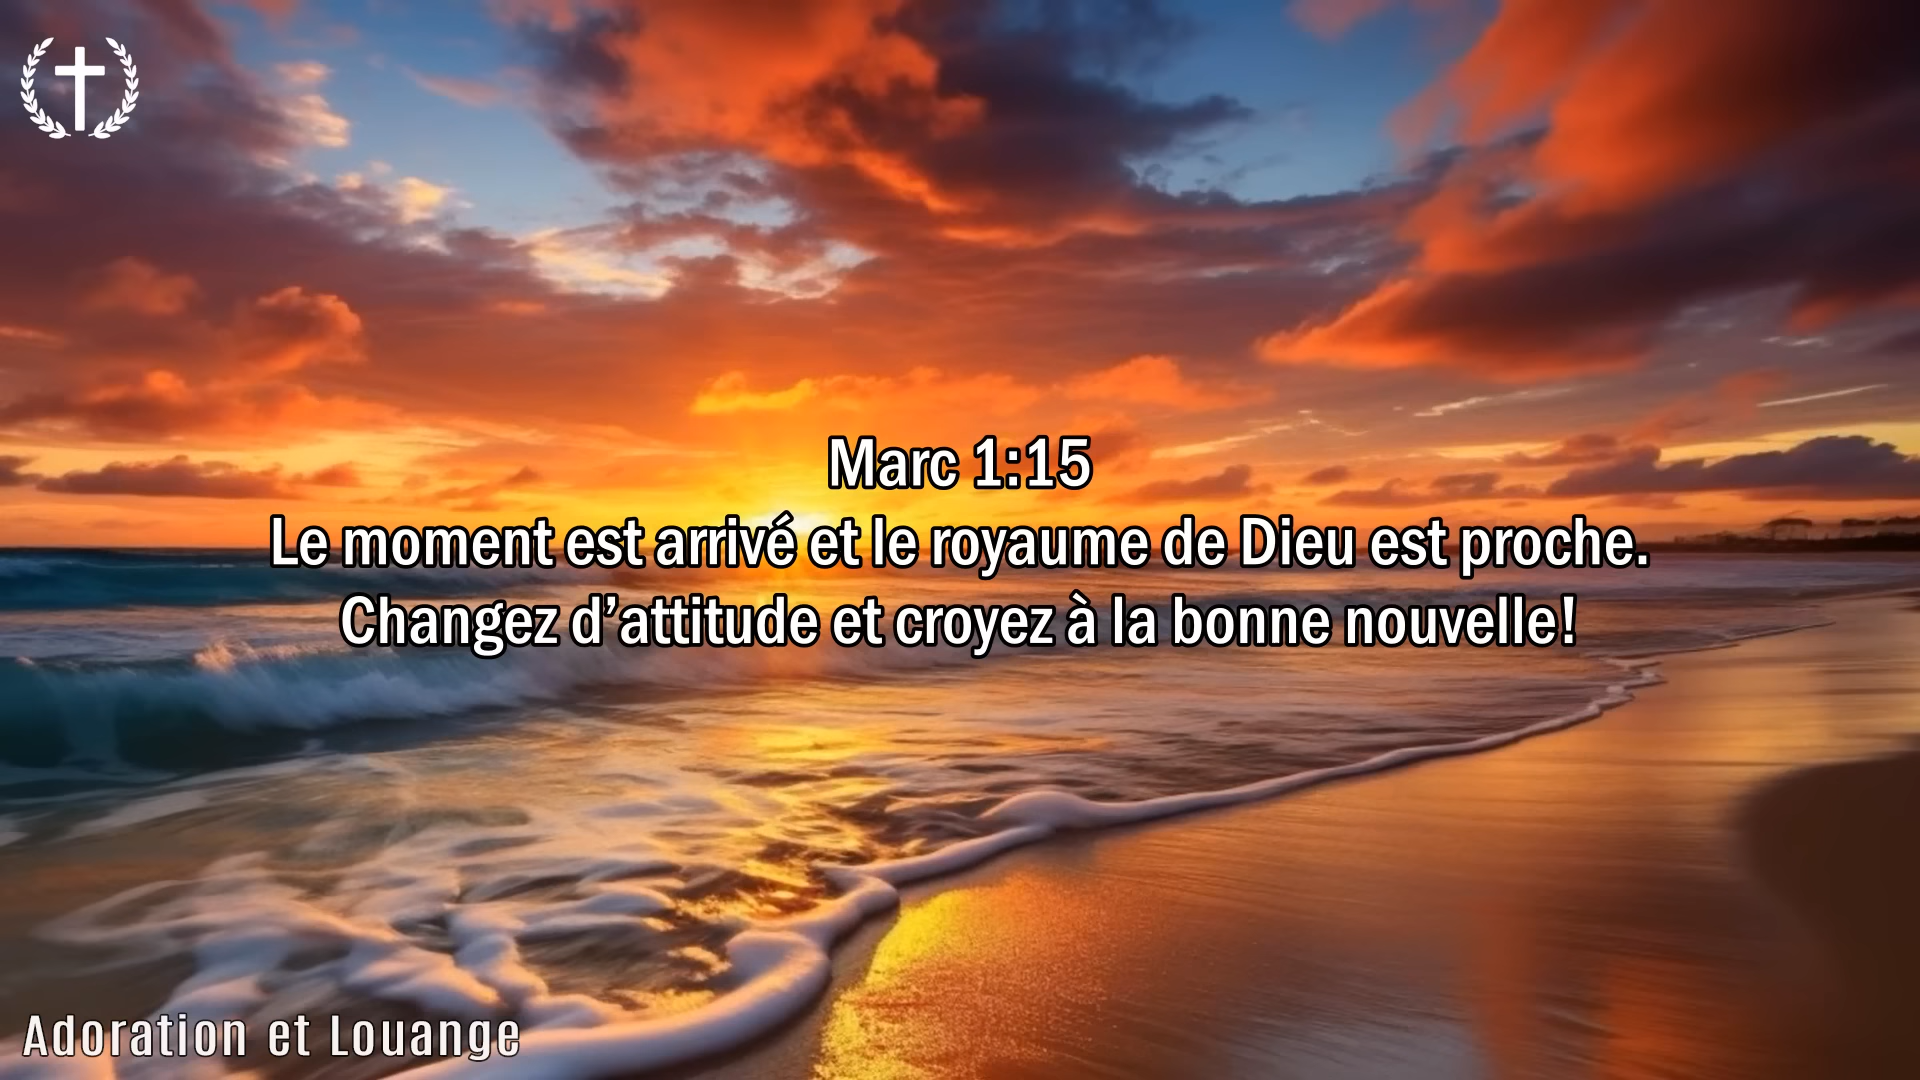 Marc 1:15
Le moment est arrivé et le royaume de Dieu est proche.
Changez d’attitude et croyez à la bonne nouvelle!
Adoration et Louange